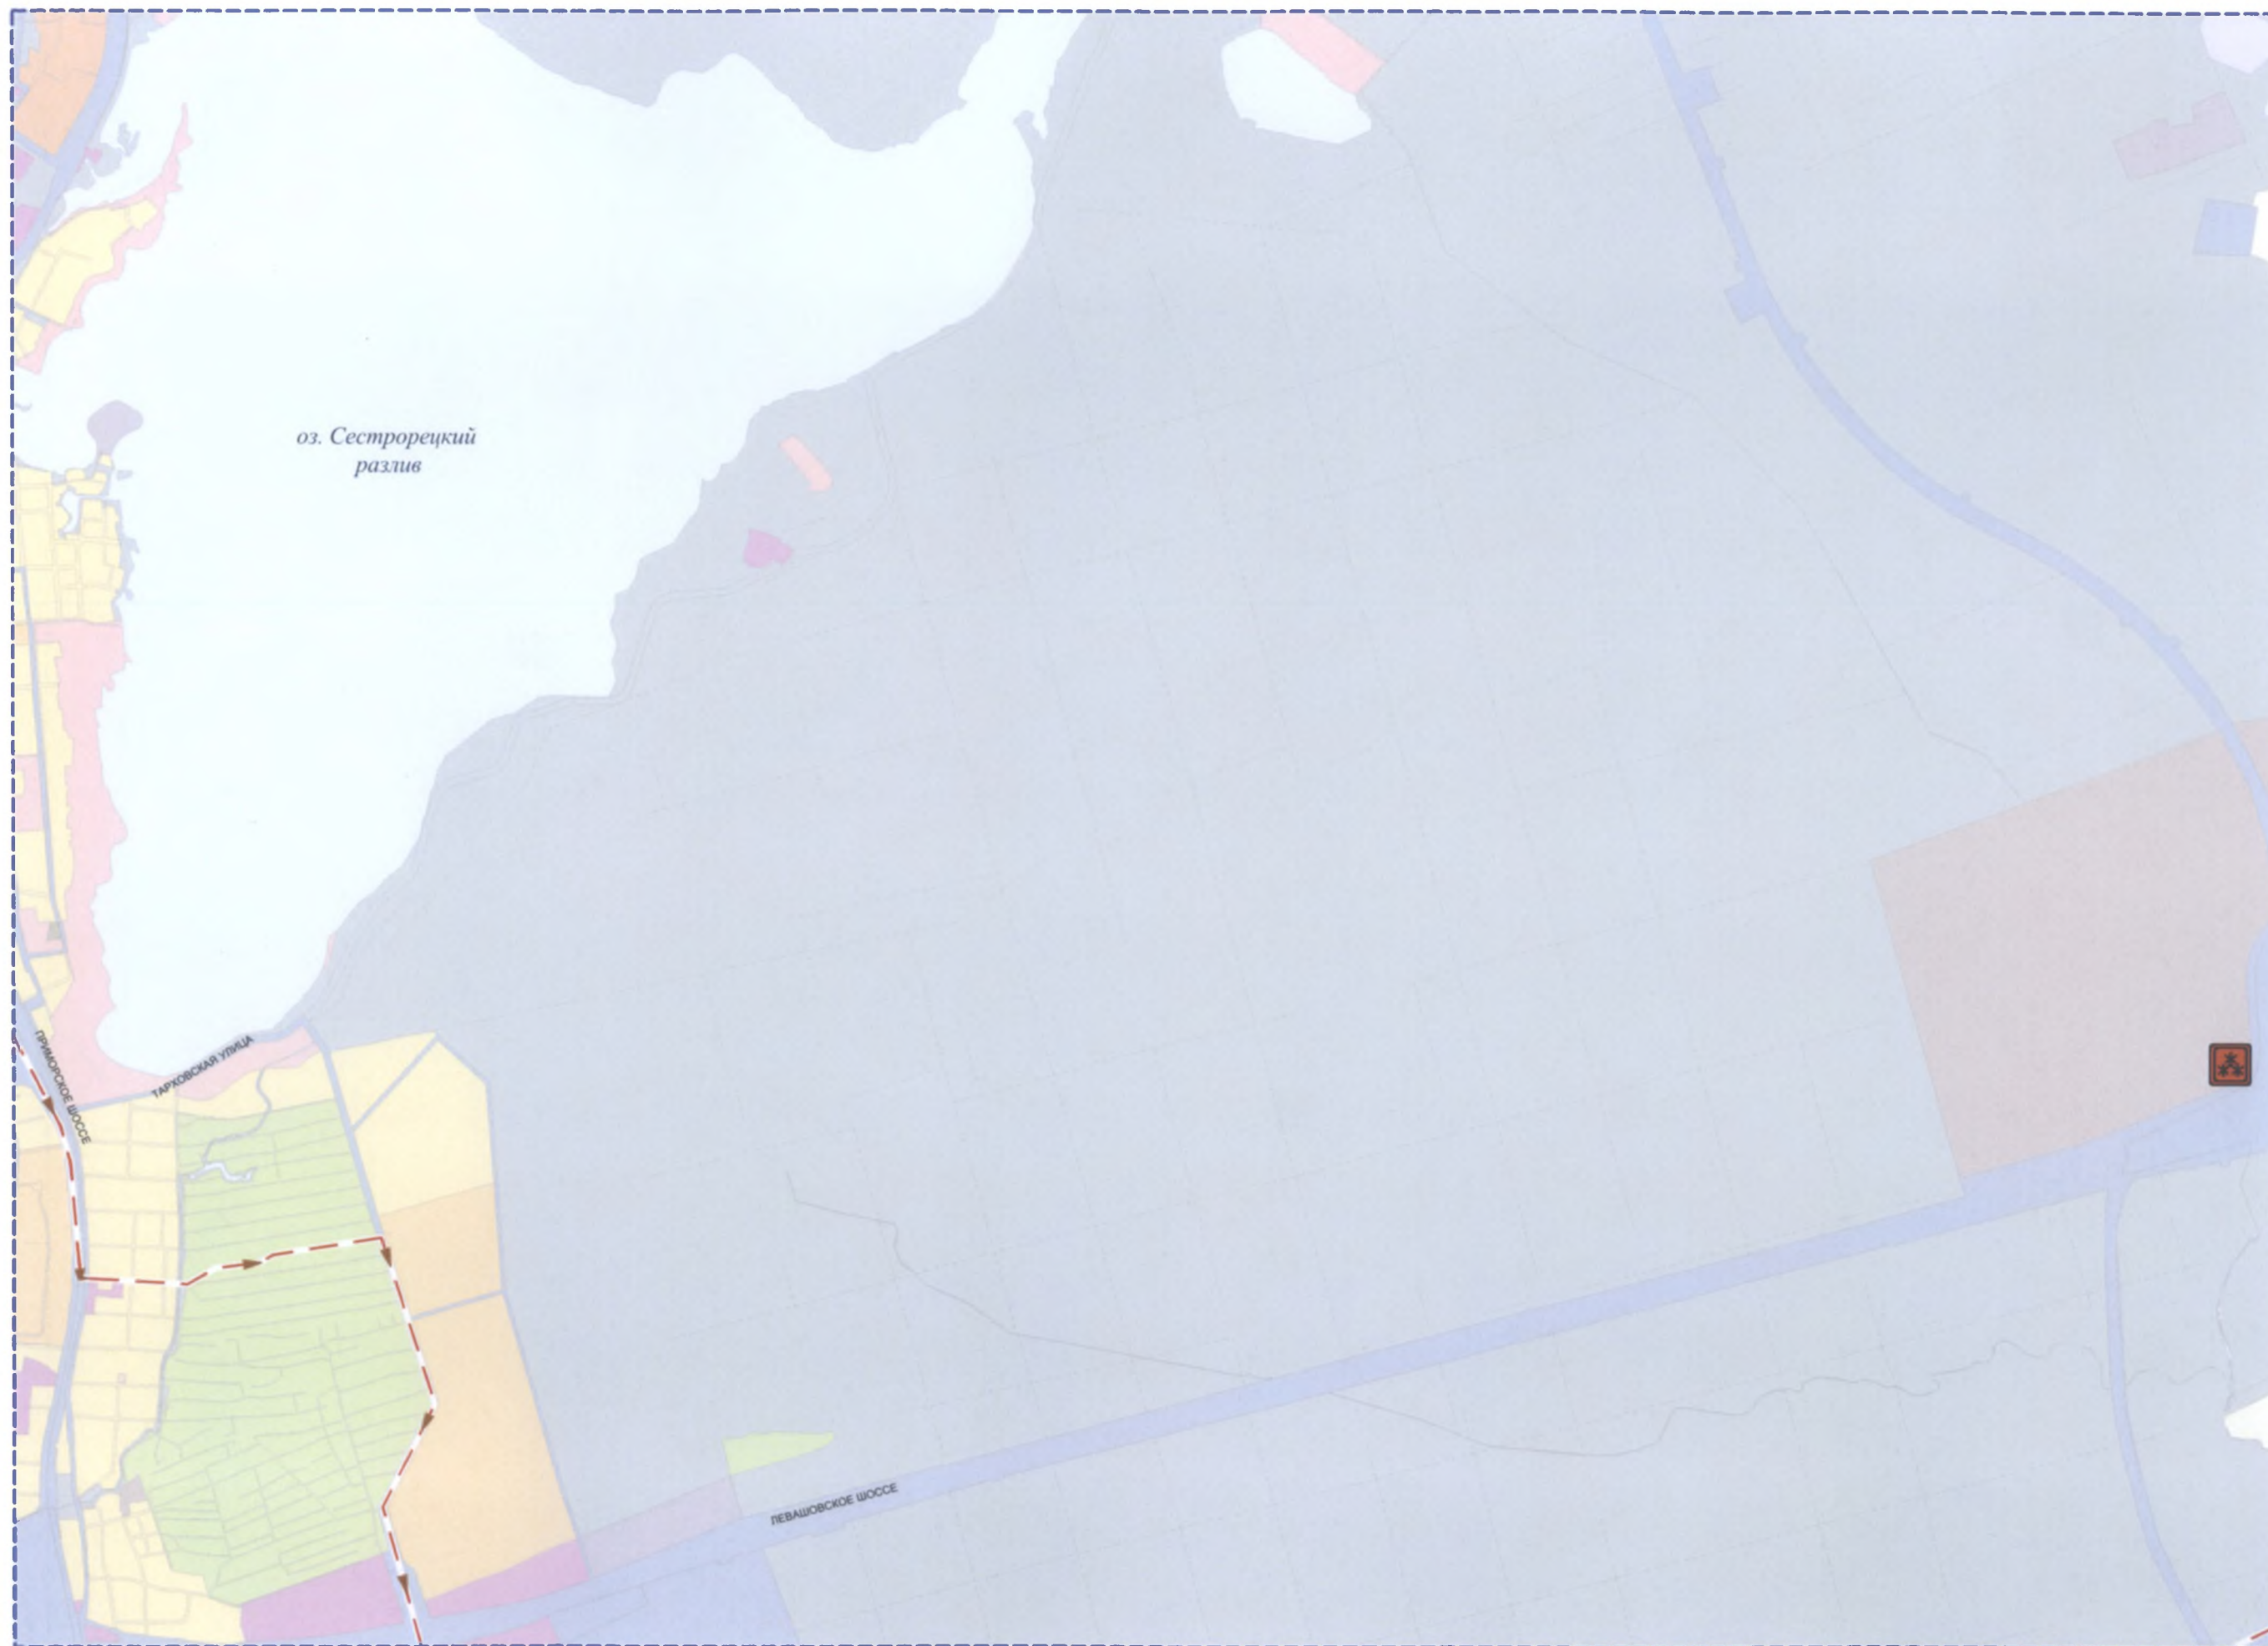 оз. Сестрорецкий
разлив
ПРИМОРСКОЕ ШОССЕ
ТАРХОВСКАЯ УЛИЦА
ЛЕВАШОВСКОЕ ШОССЕ